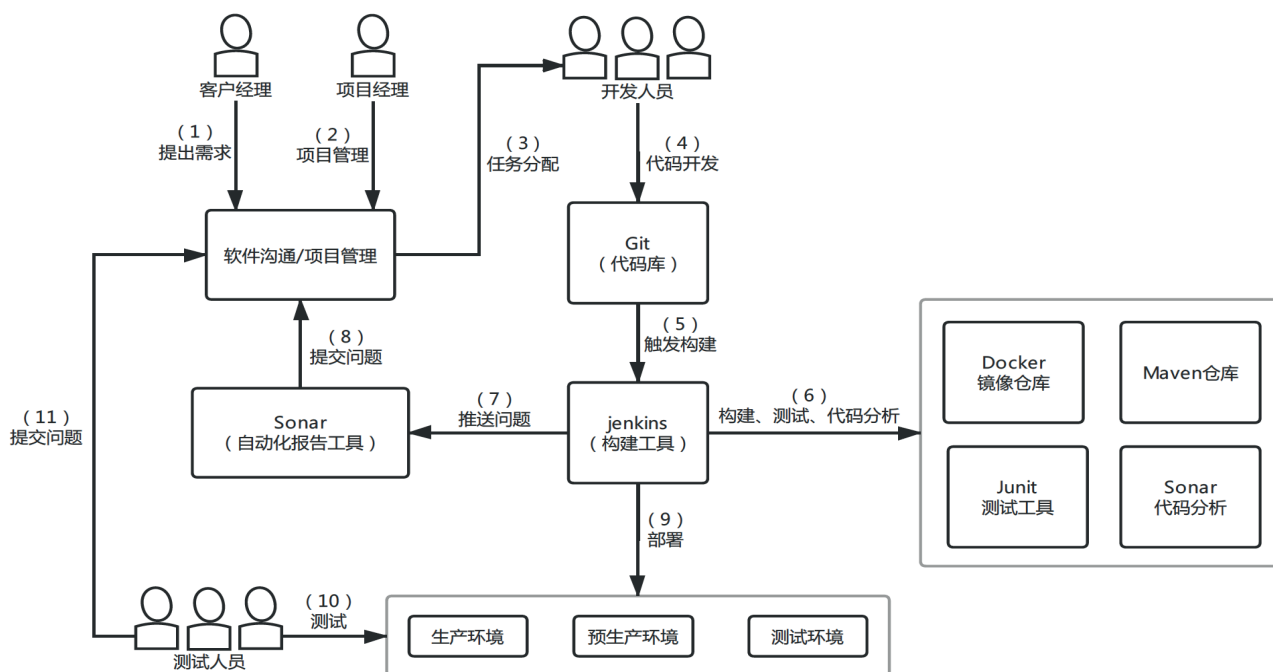 客户经理
项目经理
开发人员
（1）
提出需求
（2）
项目管理
（3）
任务分配
（4）
代码开发
软件沟通/项目管理
Git
（代码库）
（5）
触发构建
（8）
提交问题
Docker
镜像仓库
Maven仓库
（11）
提交问题
Sonar
（自动化报告工具）
（7）
推送问题
jenkins
（构建工具）
（6）
构建、测试、代码分析
Junit
测试工具
Sonar
代码分析
（9）
部署
（10）
测试
测试人员
生产环境
预生产环境
测试环境